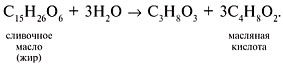 C₁₅H₂₆O₆ + 3H₂O → C₃H₈O₃ + 3C₄H₈O₂.
сливочное масляная
масло кислота
(жир)